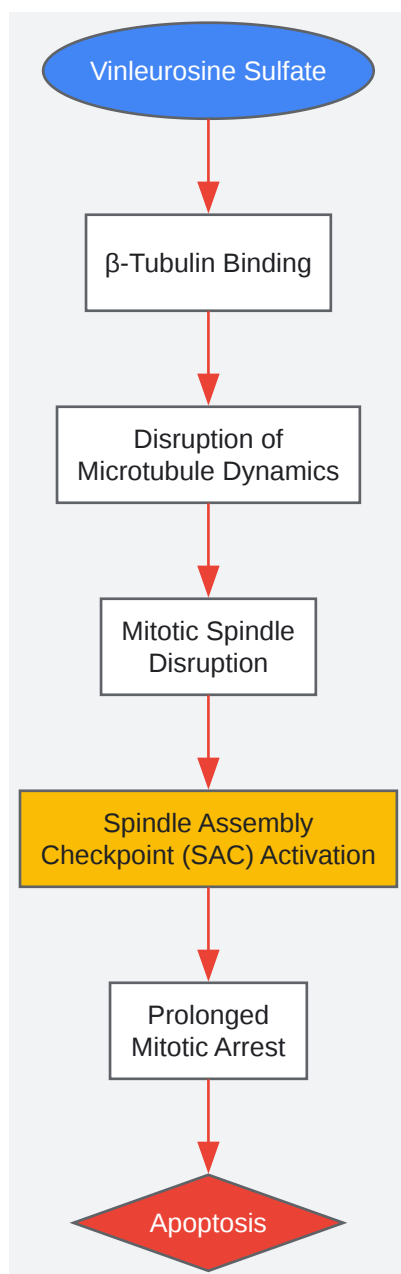 Vinleurosine Sulfate
β-Tubulin Binding
Disruption of
Microtubule Dynamics
Mitotic Spindle
Disruption
Spindle Assembly
Checkpoint (SAC) Activation
Prolonged
Mitotic Arrest
Apoptosis